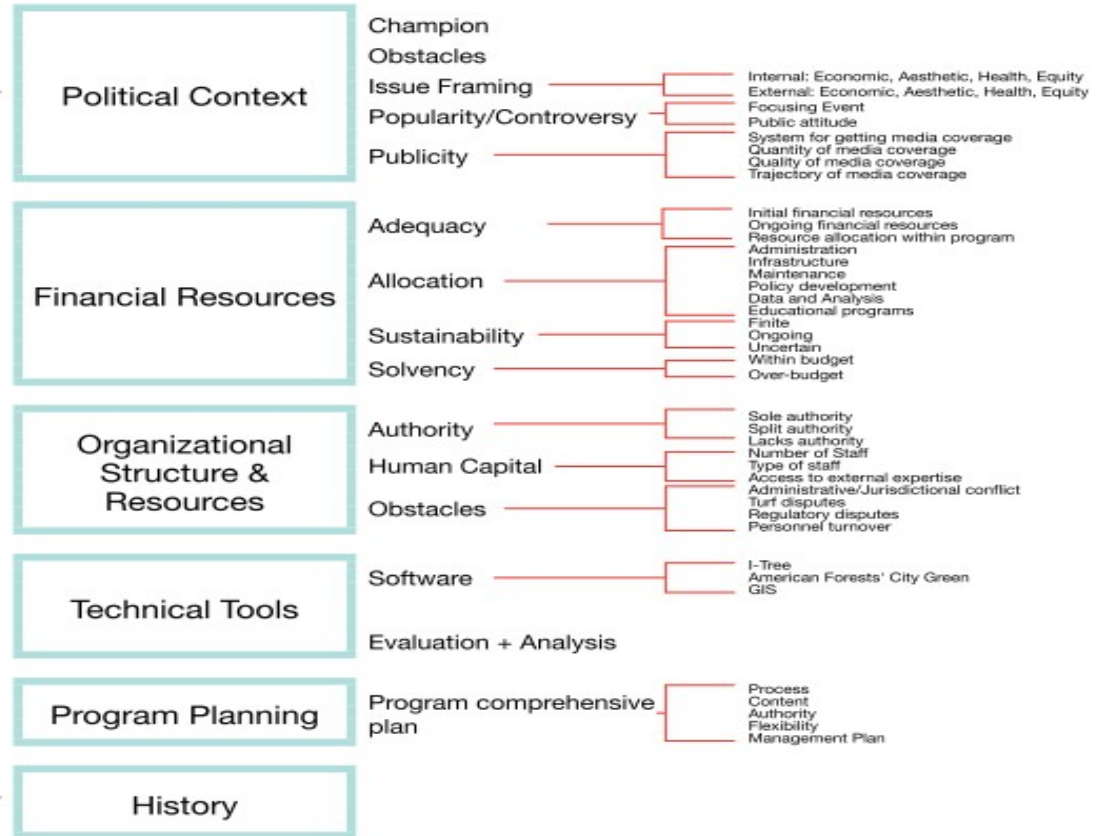 Political Context
Champion
Obstacles
Issue Framing
Internal: Economic, Aesthetic, Health, Equity
External: Economic, Aesthetic, Health, Equity
Popularity/Controversy
Focusing Event
Public attitude
Publicity
System for getting media coverage
Quantity of media coverage
Quality of media coverage
Trajectory of media coverage
Financial Resources
Adequacy
Initial financial resources
Ongoing financial resources
Resource allocation within program
Allocation
Administration
Infrastructure
Maintenance
Policy development
Data and Analysis
Educational programs
Sustainability
Finite
Ongoing
Uncertain
Solvency
Within budget
Over-budget
Organizational
Structure &
Resources
Authority
Sole authority
Split authority
Lacks authority
Human Capital
Number of Staff
Type of staff
Access to external expertise
Obstacles
Administrative/Jurisdictional conflict
Turf disputes
Regulatory disputes
Personnel turnover
Technical Tools
Software
I-Tree
American Forests' City Green
GIS
Evaluation + Analysis
Program Planning
Program comprehensive
plan
Process
Content
Authority
Flexibility
Management Plan
History